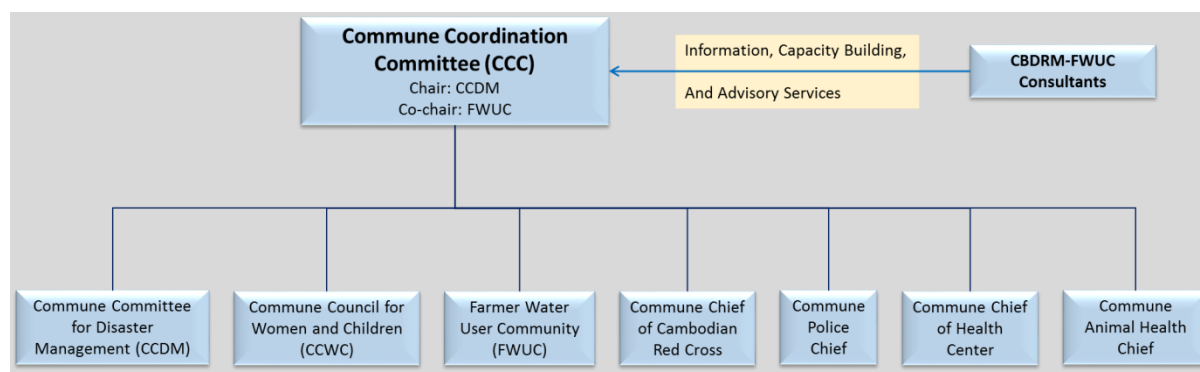 Commune Coordination
Committee (CCC)
Chair: CCDM
Co-chair: FWUC
Information, Capacity Building,
And Advisory Services
CBDRM-FWUC
Consultants
Commune Committee
for Disaster
Management (CCDM)
Commune Council for
Women and Children
(CCWC)
Farmer Water
User Community
(FWUC)
Commune Chief
of Cambodian
Red Cross
Commune
Police
Chief
Commune Chief
of Health
Center
Commune
Animal Health
Chief